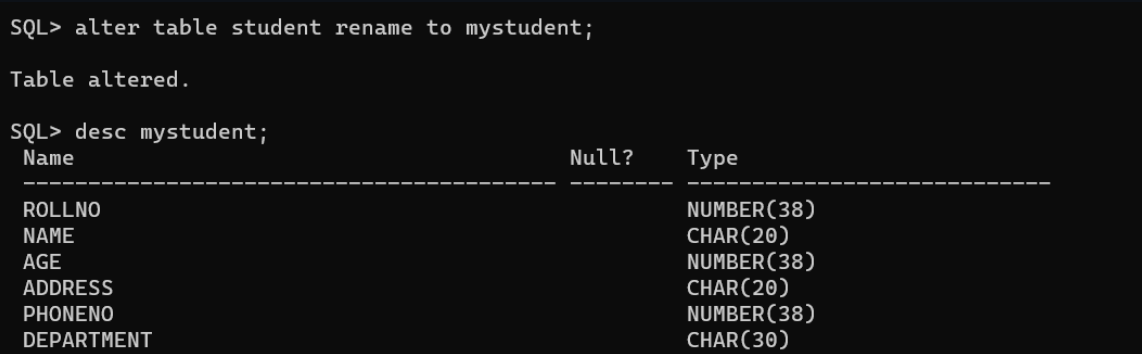 SQL> alter table student rename to mystudent;
Table altered.
SQL> desc mystudent;
Name Null? Type
----------------------------------------- -------- ----------------------------
ROLLNO NUMBER(38)
NAME CHAR(20)
AGE NUMBER(38)
ADDRESS CHAR(20)
PHONENO NUMBER(38)
DEPARTMENT CHAR(30)